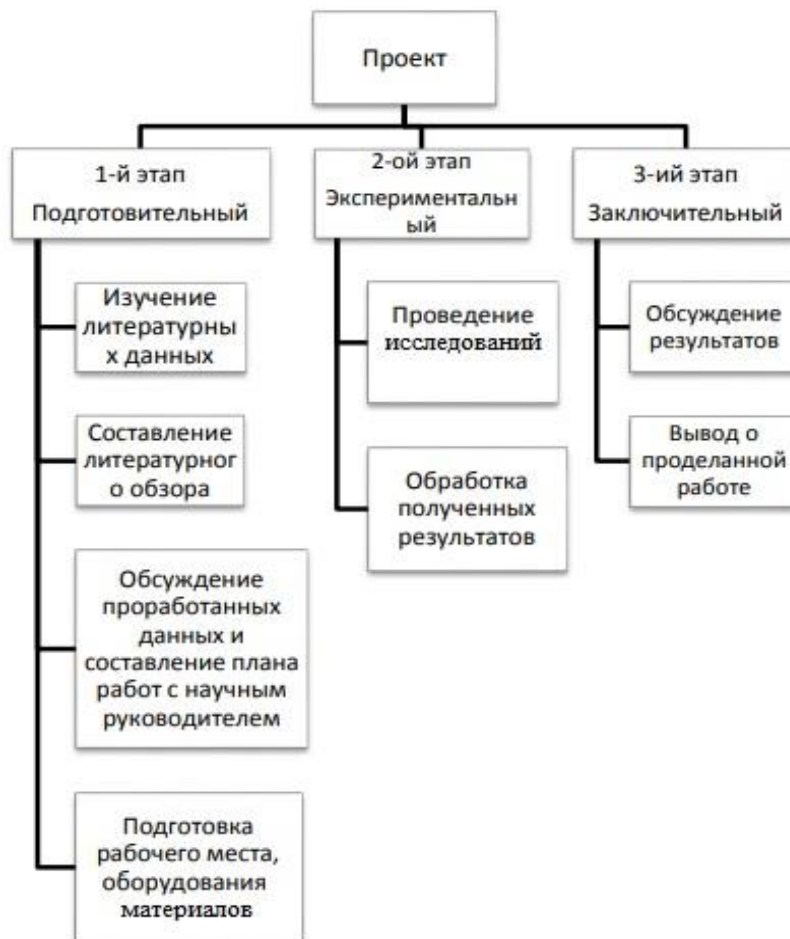 Проект
1-й этап
Подготовительный
Изучение
литературны
х данных
Составление
литературног
о обзора
Обсуждение
проработанных
данных и
составление плана
работ с научным
руководителем
Подготовка
рабочего места,
оборудования
материалов
2-ой этап
Экспериментальн
ый
Проведение
исследований
Обработка
полученных
результатов
3-ий этап
Заключительный
Обсуждение
результатов
Вывод о
проделанной
работе